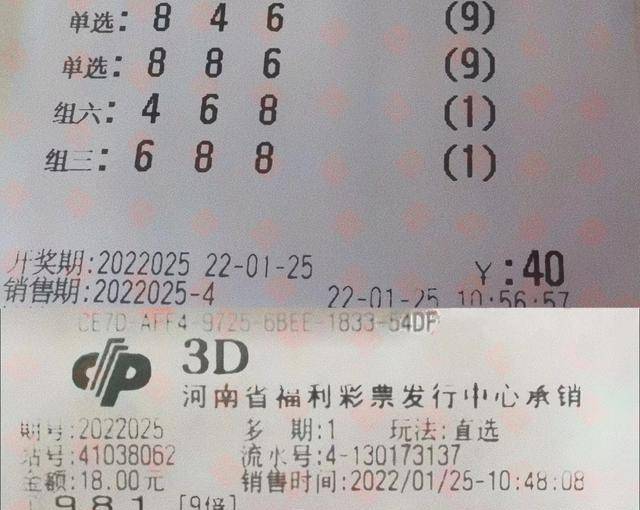 单选: 8 4 6 (9)
单选: 8 8 6 (9)
组六: 4 6 8 (1)
组三: 6 8 8 (1)
开奖期:2022025 22-01-25 ¥:40
销售期:2022025-4 22-01-25 10:56:57
CE7D-AFF4-9725-6BEE-1833-54DF
3D
河南省福利彩票发行中心承销
期号:2022025 多期:1 玩法:直选
站号:41038062 流水号:4-130173137
金额:18.00元 销售时间:2022/01/25-10:48:08
981 [9倍]